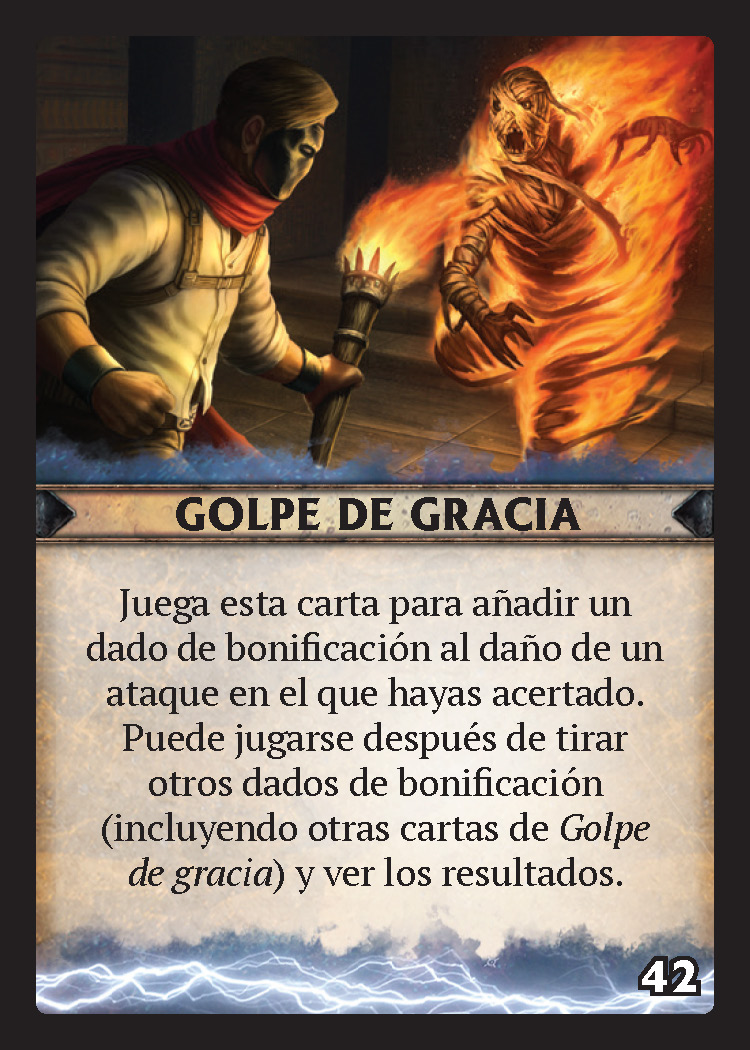 GOLPE DE GRACIA
Juega esta carta para añadir un
dado de bonificación al daño de un
ataque en el que hayas acertado.
Puede jugarse después de tirar
otros dados de bonificación
(incluyendo otras cartas de Golpe
de gracia) y ver los resultados.
42